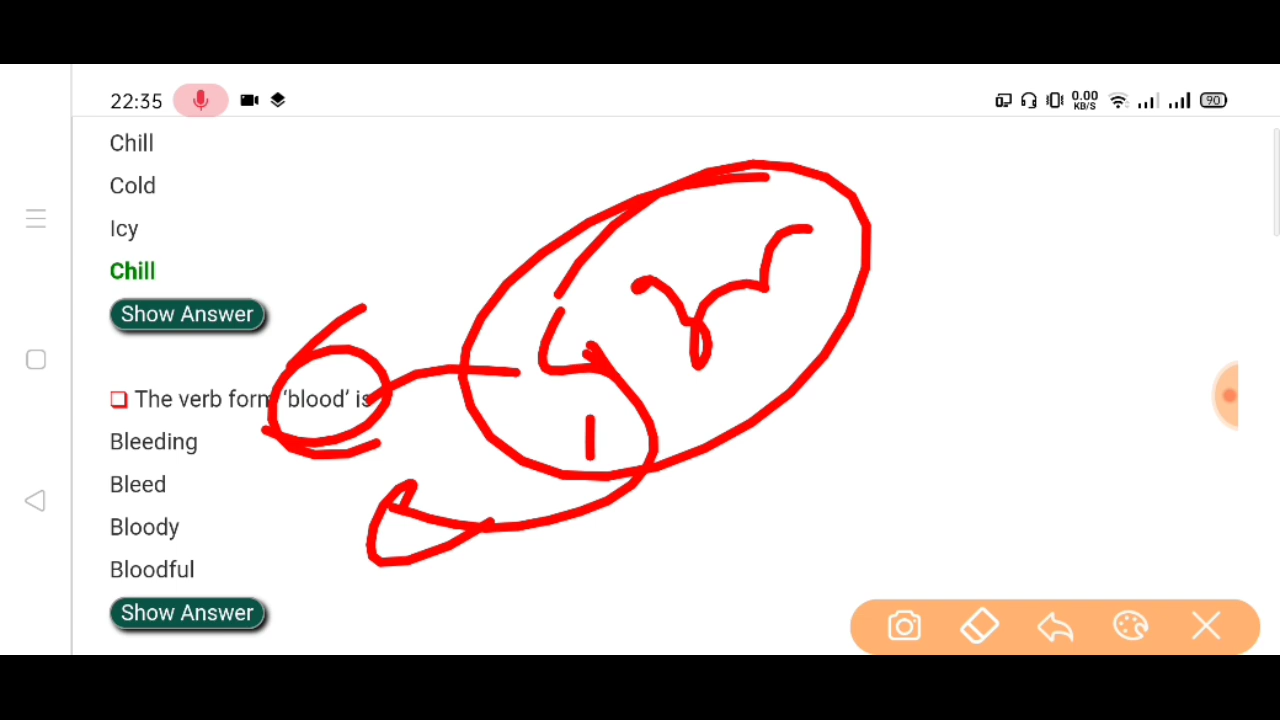 22:35 0.00 KB/S 90
Chill
Cold
Icy
Chill
Show Answer
The verb form 'blood' is
Bleeding
Bleed
Bloody
Bloodful
Show Answer